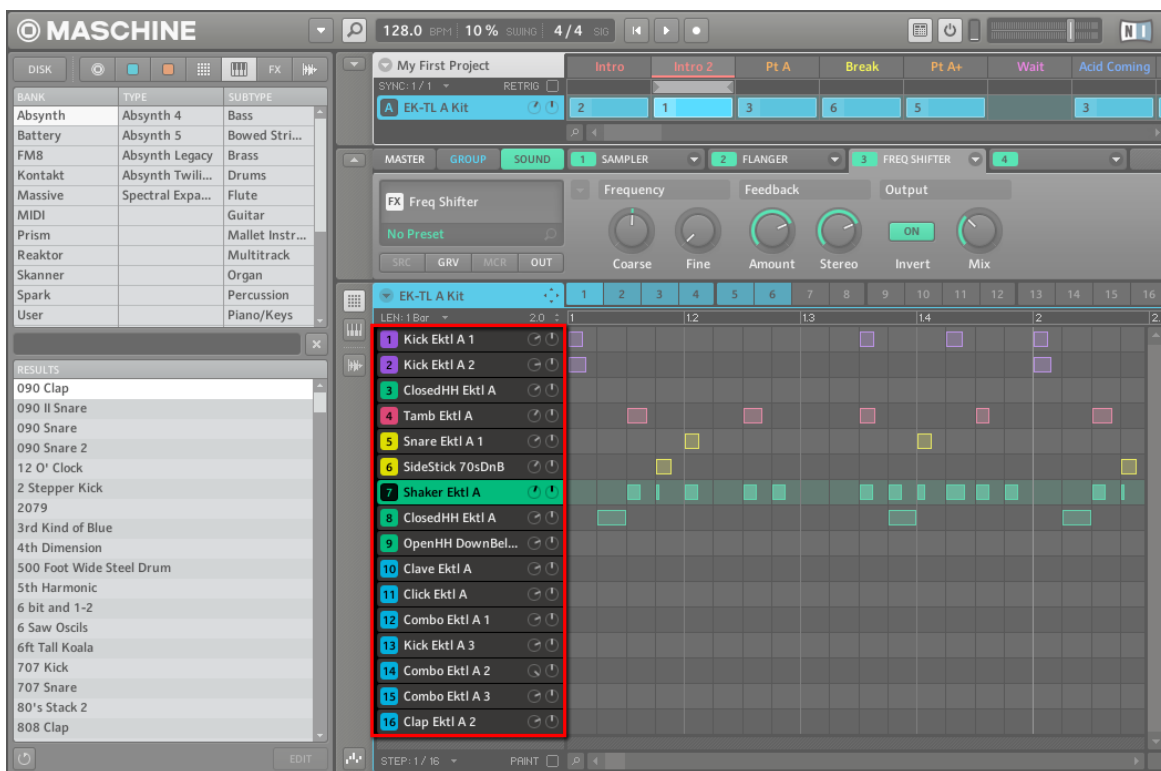 MASCHINE
128.0 BPM 10 % SWING 4/4 SIG
NI
DISK FX
My First Project
Intro Intro 2 Pt A Break Pt A+ Wait Acid Coming
SYNC: 1/1 RETRIG
A EK-TL A Kit 2 1 3 6 5 3
BANK TYPE SUBTYPE
Absynth Absynth 4 Bass
Battery Absynth 5 Bowed Stri...
FM8 Absynth Legacy Brass
Kontakt Absynth Twili... Drums
Massive Spectral Expa... Flute
MIDI Guitar
Prism Mallet Instr...
Reaktor Multitrack
Skanner Organ
Spark Percussion
User Piano/Keys
MASTER GROUP SOUND 1 SAMPLER 2 FLANGER 3 FREQ SHIFTER 4
FX Freq Shifter
No Preset
SRC GRV MCR OUT
Frequency Feedback Output
ON
Coarse Fine Amount Stereo Invert Mix
EK-TL A Kit 1 2 3 4 5 6 7 8 9 10 11 12 13 14 15 16
LEN: 1 Bar 2.0 1 1.2 1.3 1.4 2 2.
1 Kick Ektl A 1
2 Kick Ektl A 2
3 ClosedHH Ektl A
4 Tamb Ektl A
5 Snare Ektl A 1
6 SideStick 70sDnB
7 Shaker Ektl A
8 ClosedHH Ektl A
9 OpenHH DownBel...
10 Clave Ektl A
11 Click Ektl A
12 Combo Ektl A 1
13 Kick Ektl A 3
14 Combo Ektl A 2
15 Combo Ektl A 3
16 Clap Ektl A 2
RESULTS
090 Clap
090 II Snare
090 Snare
090 Snare 2
12 O' Clock
2 Stepper Kick
2079
3rd Kind of Blue
4th Dimension
500 Foot Wide Steel Drum
5th Harmonic
6 bit and 1-2
6 Saw Oscils
6ft Tall Koala
707 Kick
707 Snare
80's Stack 2
808 Clap
EDIT
STEP: 1 / 16 PAINT